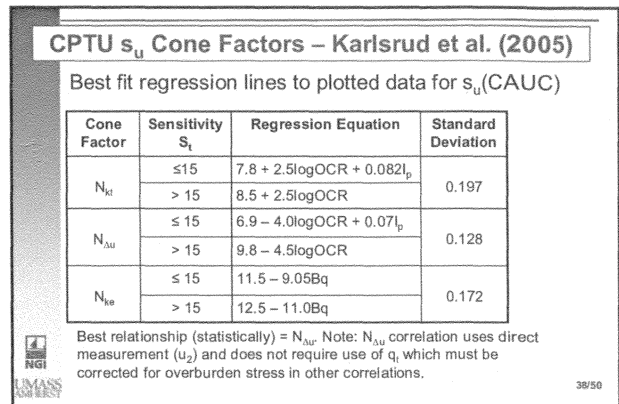 CPTU su Cone Factors – Karlsrud et al. (2005)
Best fit regression lines to plotted data for su(CAUC)
Cone Factor Sensitivity St Regression Equation Standard Deviation
Nkt ≤15 7.8 + 2.5logOCR + 0.082Ip 0.197
> 15 8.5 + 2.5logOCR
NΔu ≤ 15 6.9 – 4.0logOCR + 0.07Ip 0.128
> 15 9.8 – 4.5logOCR
Nke ≤ 15 11.5 – 9.05Bq 0.172
> 15 12.5 – 11.0Bq
Best relationship (statistically) = NΔu. Note: NΔu correlation uses direct
measurement (u2) and does not require use of qt which must be
corrected for overburden stress in other correlations.
NGI
UMASS
AMHERST
38/50